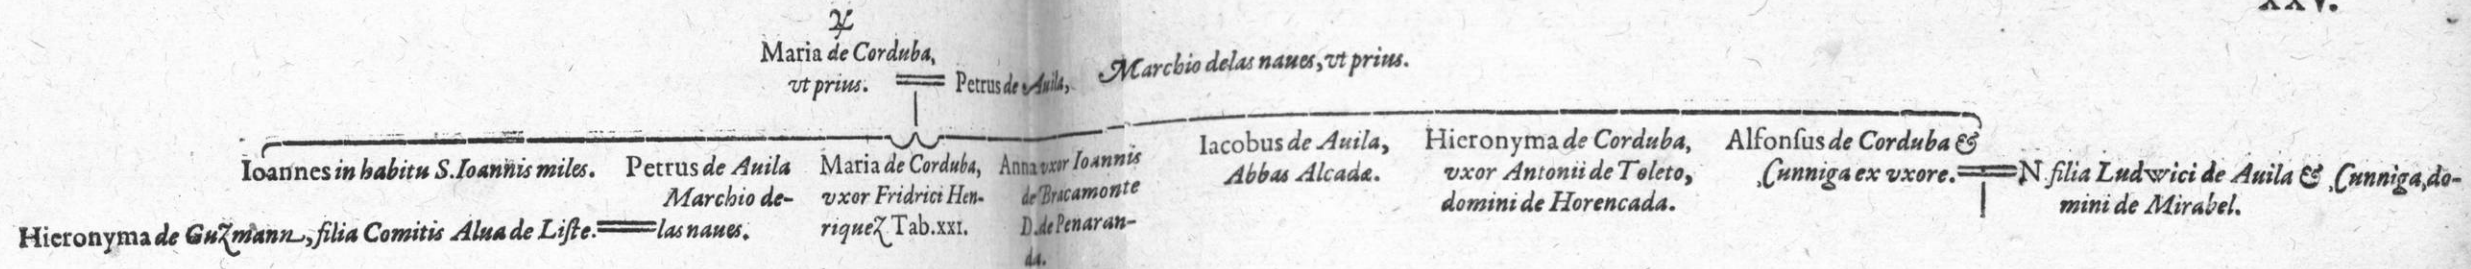 XXV.
Maria de Corduba,
vt prius.
Petrus de Auila, Marchio delas naues, vt prius.
Ioannes in habitu S. Ioannis miles.
Hieronyma de Guzmann, filia Comitis Alua de Liſte.
Petrus de Auila
Marchio de-
las naues.
Maria de Corduba,
vxor Fridrici Hen-
riquez Tab. XXI.
Anna vxor Ioannis
de Bracamonte
D. de Penaran-
da.
Iacobus de Auila,
Abbas Alcadæ.
Hieronyma de Corduba,
vxor Antonii de Toleto,
domini de Horencada.
Alfonſus de Corduba &
Cunniga ex vxore.
N filia Ludwici de Auila & Cunniga, do-
mini de Mirabel.